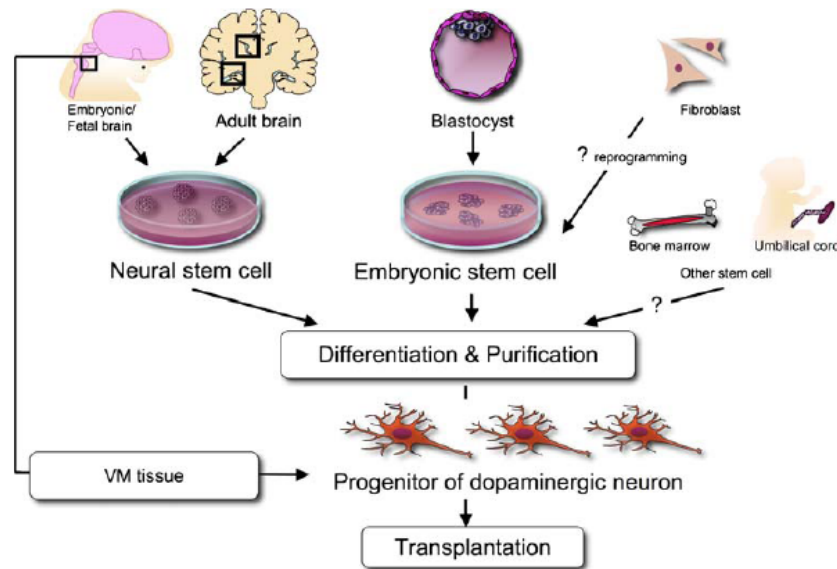 Embryonic/
Fetal brain
Adult brain
Blastocyst
Fibroblast
? reprogramming
Bone marrow
Umbilical cord
Other stem cell
Neural stem cell
Embryonic stem cell
?
Differentiation & Purification
VM tissue
Progenitor of dopaminergic neuron
Transplantation